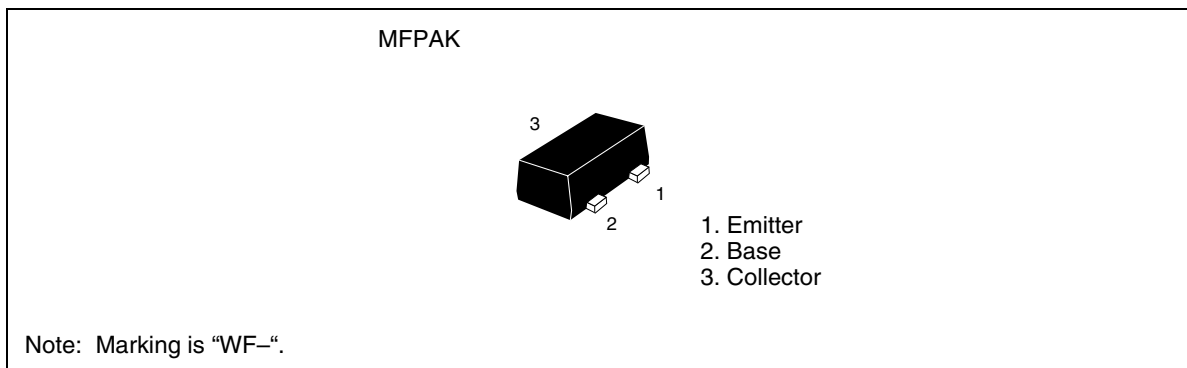 MFPAK
3
1
2
1. Emitter
2. Base
3. Collector
Note: Marking is “WF–“.